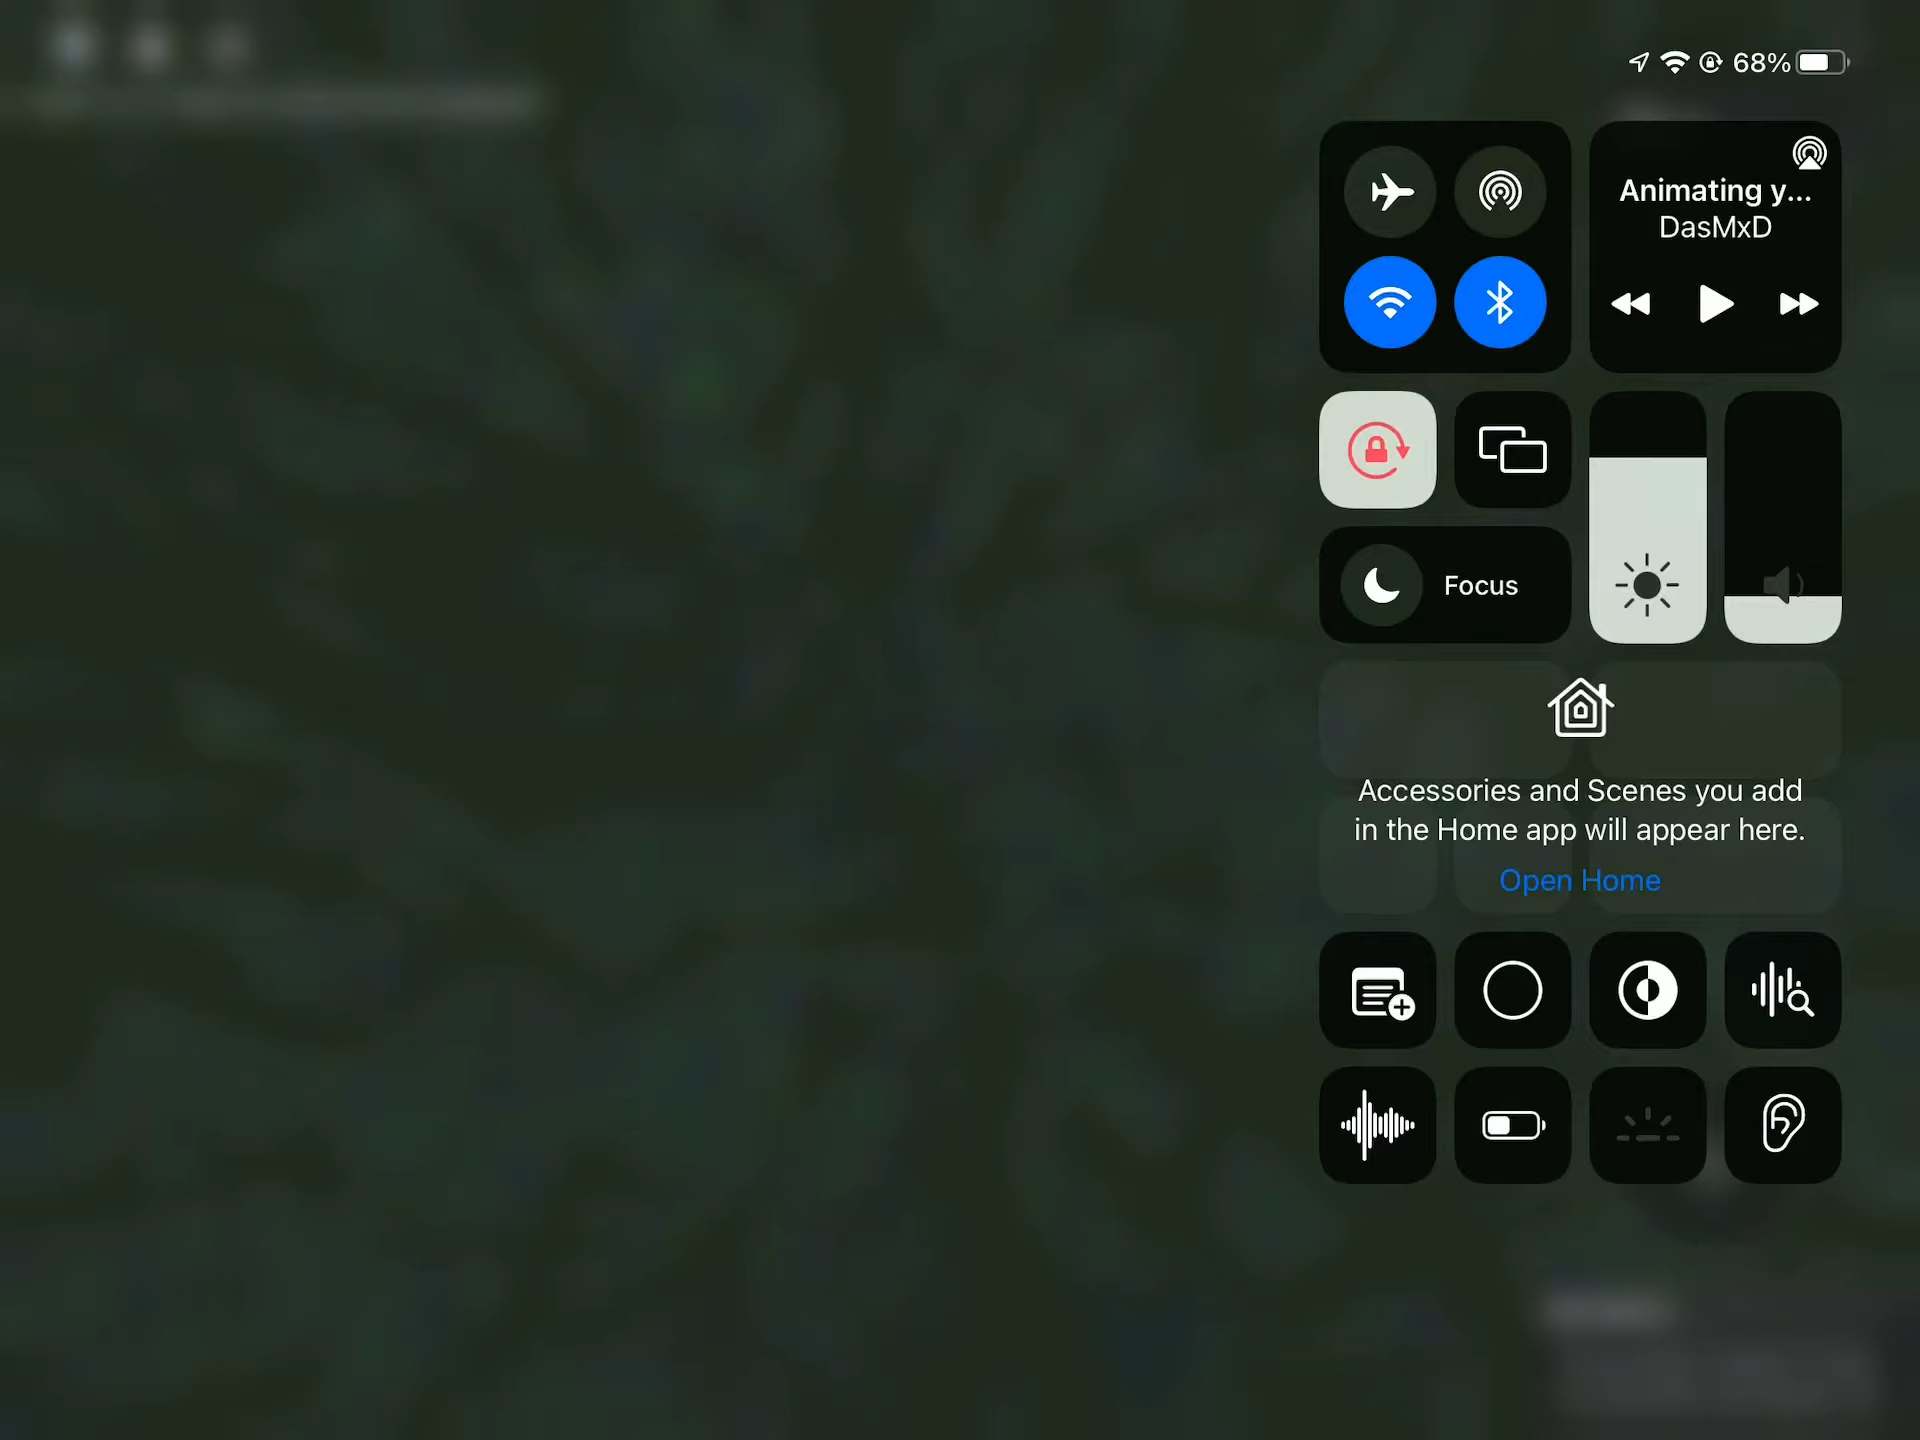 68%
Animating y...
DasMxD
Focus
Accessories and Scenes you add
in the Home app will appear here.
Open Home